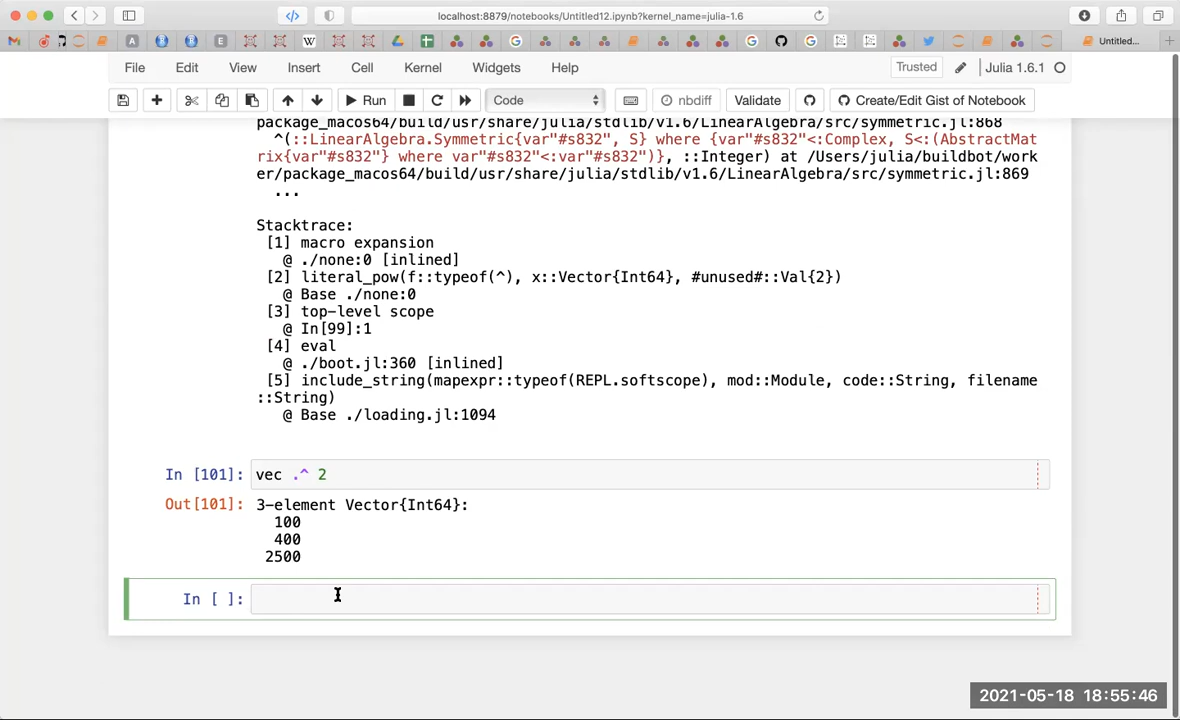 localhost:8879/notebooks/Untitled12.ipynb?kernel_name=julia-1.6
Untitled...
File Edit View Insert Cell Kernel Widgets Help Trusted Julia 1.6.1
Run Code nbdiff Validate Create/Edit Gist of Notebook
package_macos64/build/usr/share/julia/stdlib/v1.6/LinearAlgebra/src/symmetric.jl:868
^(::LinearAlgebra.Symmetric{var"#s832", S} where {var"#s832"<:Complex, S<:(AbstractMat
rix{var"#s832"} where var"#s832"<:var"#s832")}, ::Integer) at /Users/julia/buildbot/work
er/package_macos64/build/usr/share/julia/stdlib/v1.6/LinearAlgebra/src/symmetric.jl:869
...
Stacktrace:
[1] macro expansion
@ ./none:0 [inlined]
[2] literal_pow(f::typeof(^), x::Vector{Int64}, #unused#::Val{2})
@ Base ./none:0
[3] top-level scope
@ In[99]:1
[4] eval
@ ./boot.jl:360 [inlined]
[5] include_string(mapexpr::typeof(REPL.softscope), mod::Module, code::String, filename
::String)
@ Base ./loading.jl:1094
In [101]: vec .^ 2
Out[101]: 3-element Vector{Int64}:
100
400
2500
In [ ]:
2021-05-18 18:55:46